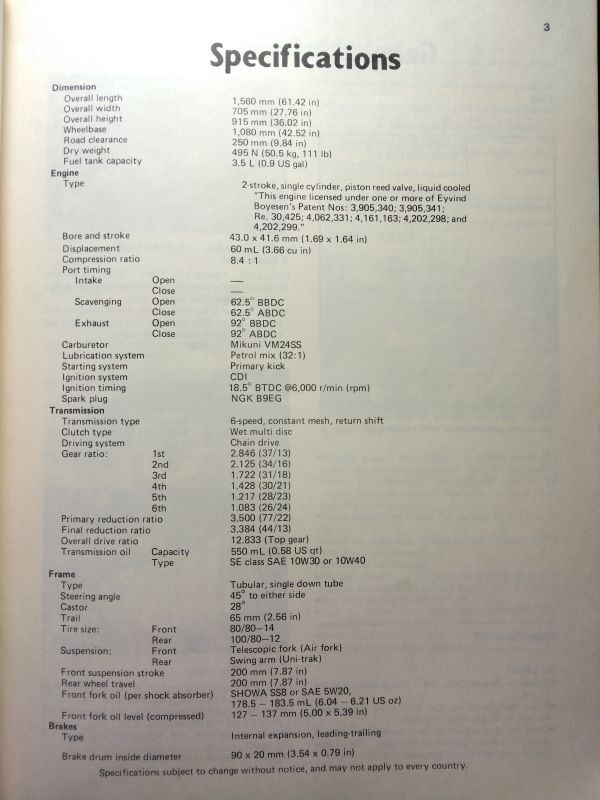 3
Specifications
Dimension
Overall length 1,560 mm (61.42 in)
Overall width 705 mm (27.76 in)
Overall height 915 mm (36.02 in)
Wheelbase 1,080 mm (42.52 in)
Road clearance 250 mm (9.84 in)
Dry weight 495 N (50.5 kg, 111 lb)
Fuel tank capacity 3.5 L (0.9 US gal)
Engine
Type 2-stroke, single cylinder, piston reed valve, liquid cooled
"This engine licensed under one or more of Eyvind
Boyesen's Patent Nos: 3,905,340; 3,905,341;
Re. 30,425; 4,062,331; 4,161,163; 4,202,298; and
4,202,299."
Bore and stroke 43.0 x 41.6 mm (1.69 x 1.64 in)
Displacement 60 mL (3.66 cu in)
Compression ratio 8.4 : 1
Port timing
Intake Open —
Close —
Scavenging Open 62.5° BBDC
Close 62.5° ABDC
Exhaust Open 92° BBDC
Close 92° ABDC
Carburetor Mikuni VM24SS
Lubrication system Petrol mix (32:1)
Starting system Primary kick
Ignition system CDI
Ignition timing 18.5° BTDC @6,000 r/min (rpm)
Spark plug NGK B9EG
Transmission
Transmission type 6-speed, constant mesh, return shift
Clutch type Wet multi disc
Driving system Chain drive
Gear ratio: 1st 2.846 (37/13)
2nd 2.125 (34/16)
3rd 1.722 (31/18)
4th 1.428 (30/21)
5th 1.217 (28/23)
6th 1.083 (26/24)
Primary reduction ratio 3.500 (77/22)
Final reduction ratio 3.384 (44/13)
Overall drive ratio 12.833 (Top gear)
Transmission oil Capacity 550 mL (0.58 US qt)
Type SE class SAE 10W30 or 10W40
Frame
Type Tubular, single down tube
Steering angle 45° to either side
Castor 28°
Trail 65 mm (2.56 in)
Tire size: Front 80/80—14
Rear 100/80—12
Suspension: Front Telescopic fork (Air fork)
Rear Swing arm (Uni-trak)
Front suspension stroke 200 mm (7.87 in)
Rear wheel travel 200 mm (7.87 in)
Front fork oil (per shock absorber) SHOWA SS8 or SAE 5W20,
178.5 — 183.5 mL (6.04 — 6.21 US oz)
Front fork oil level (compressed) 127 — 137 mm (5.00 x 5.39 in)
Brakes
Type Internal expansion, leading-trailing
Brake drum inside diameter 90 x 20 mm (3.54 x 0.79 in)
Specifications subject to change without notice, and may not apply to every country.